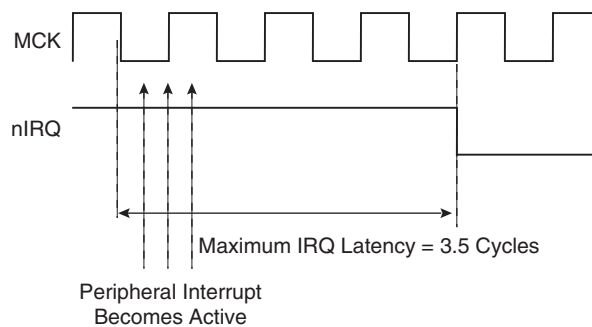 MCK
nIRQ
Maximum IRQ Latency = 3.5 Cycles
Peripheral Interrupt
Becomes Active